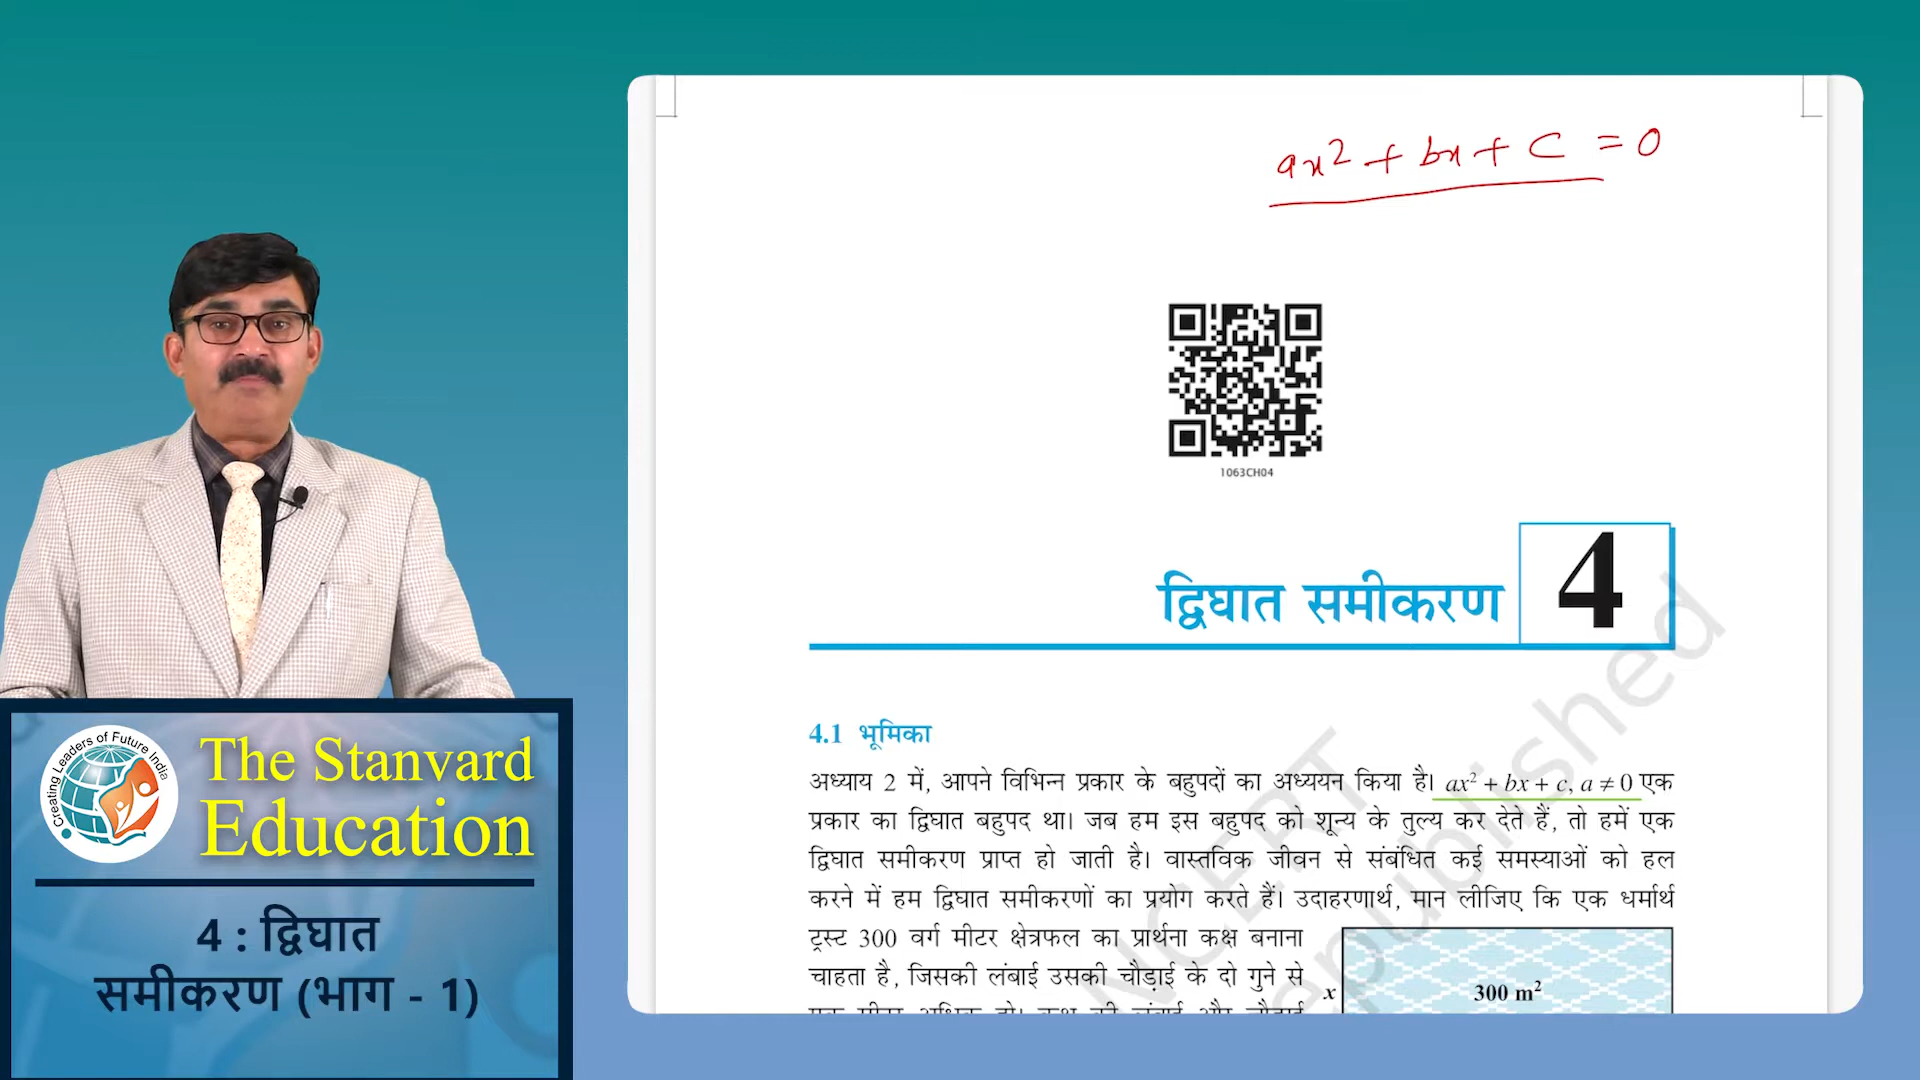 ax² + bx + c = 0
1063CH04
द्विघात समीकरण 4
4.1 भूमिका
अध्याय 2 में, आपने विभिन्न प्रकार के बहुपदों का अध्ययन किया है। ax² + bx + c, a ≠ 0 एक
प्रकार का द्विघात बहुपद था। जब हम इस बहुपद को शून्य के तुल्य कर देते हैं, तो हमें एक
द्विघात समीकरण प्राप्त हो जाती है। वास्तविक जीवन से संबंधित कई समस्याओं को हल
करने में हम द्विघात समीकरणों का प्रयोग करते हैं। उदाहरणार्थ, मान लीजिए कि एक धर्मार्थ
ट्रस्ट 300 वर्ग मीटर क्षेत्रफल का प्रार्थना कक्ष बनाना
चाहता है, जिसकी लंबाई उसकी चौड़ाई के दो गुने से
x
300 m²
NCERT
republished
Creating Leaders of Future India
The Stanvard
Education
4 : द्विघात
समीकरण (भाग - 1)